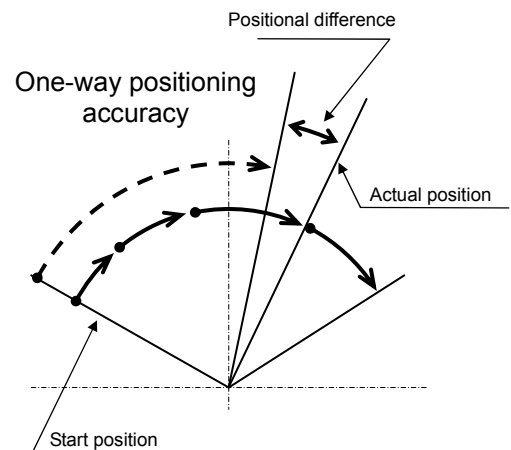 Positional difference
One-way positioning
accuracy
Actual position
Start position